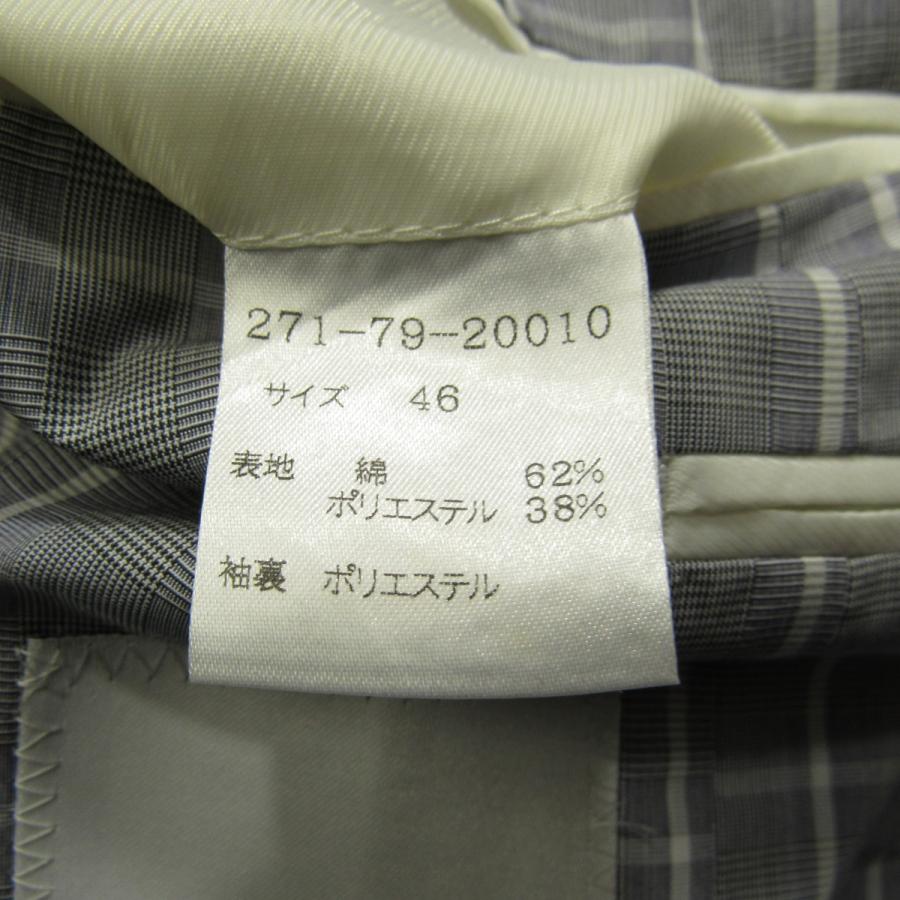 271-79-20010
サイズ 46
表地 綿 62%
ポリエステル 38%
袖裏 ポリエステル